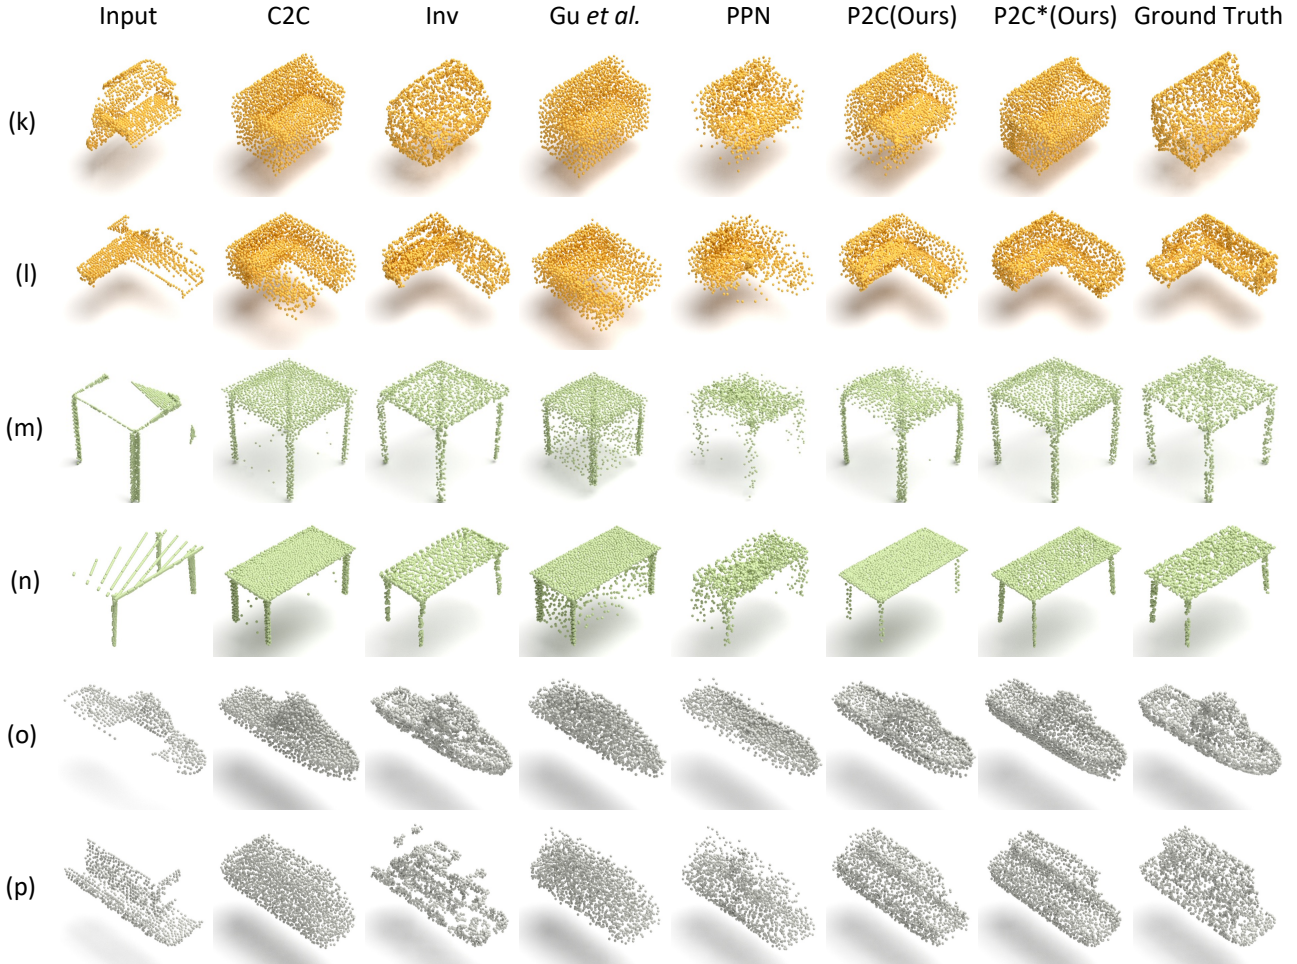 Input C2C Inv Gu et al. PPN P2C(Ours) P2C*(Ours) Ground Truth
(k)
(l)
(m)
(n)
(o)
(p)